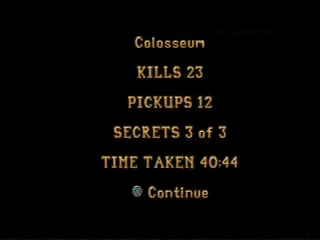 Colosseum
KILLS 23
PICKUPS 12
SECRETS 3 of 3
TIME TAKEN 40:44
Continue